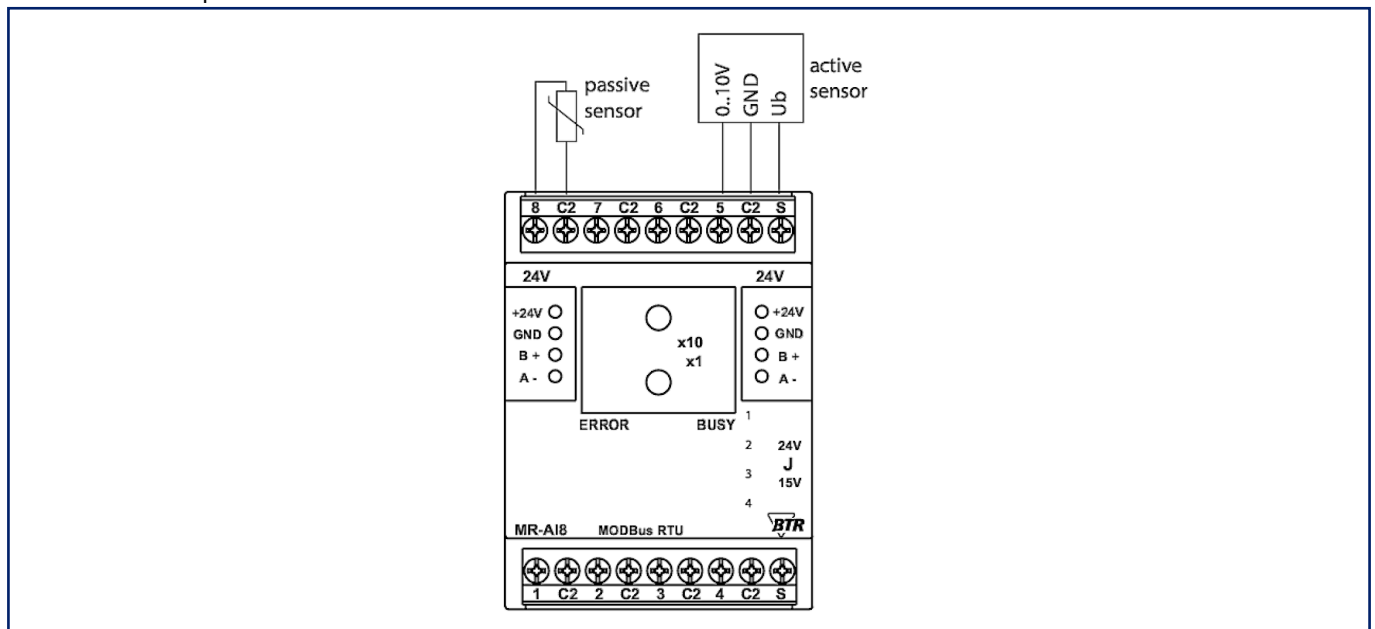 passive
sensor
0..10V
GND
Ub
active
sensor
8 C2 7 C2 6 C2 5 C2 S
24V
24V
+24V
GND
B +
A -
x10
x1
+24V
GND
B +
A -
ERROR
BUSY
1
2
3
4
24V
J
15V
MR-AI8
MODBus RTU
BTR
1 C2 2 C2 3 C2 4 C2 S